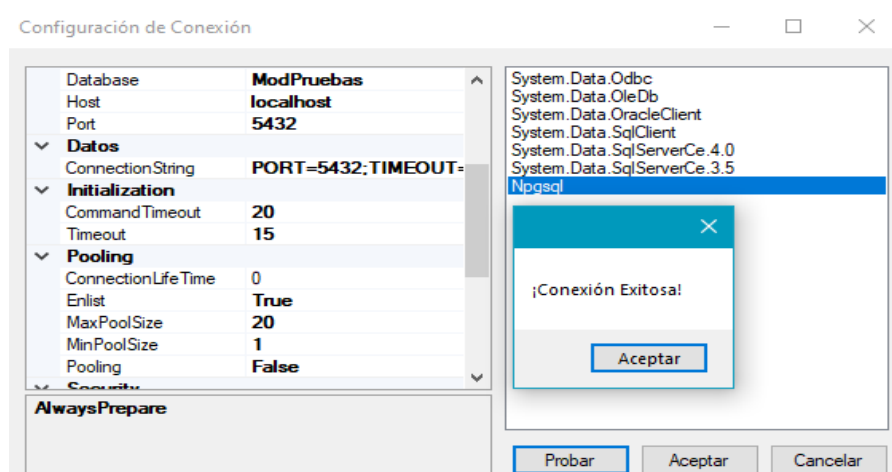 Configuración de Conexión
Database ModPruebas
Host localhost
Port 5432
Datos
ConnectionString PORT=5432;TIMEOUT=
Initialization
CommandTimeout 20
Timeout 15
Pooling
ConnectionLifeTime 0
Enlist True
MaxPoolSize 20
MinPoolSize 1
Pooling False
Security
AlwaysPrepare
System.Data.Odbc
System.Data.OleDb
System.Data.OracleClient
System.Data.SqlClient
System.Data.SqlServerCe.4.0
System.Data.SqlServerCe.3.5
Npgsql
¡Conexión Exitosa!
Aceptar
Probar Aceptar Cancelar